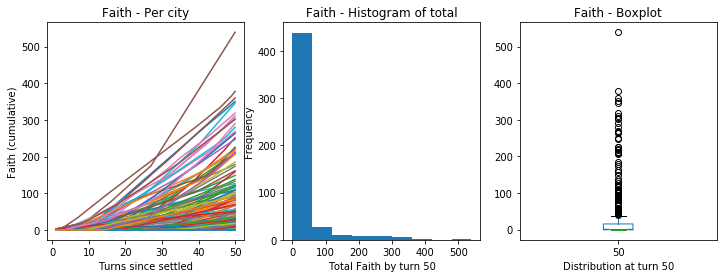 Faith - Per city
Faith (cumulative)
500
400
300
200
100
0
0 10 20 30 40 50
Turns since settled
Faith - Histogram of total
Frequency
400
300
200
100
0
0 100 200 300 400 500
Total Faith by turn 50
Faith - Boxplot
500
400
300
200
100
0
50
Distribution at turn 50